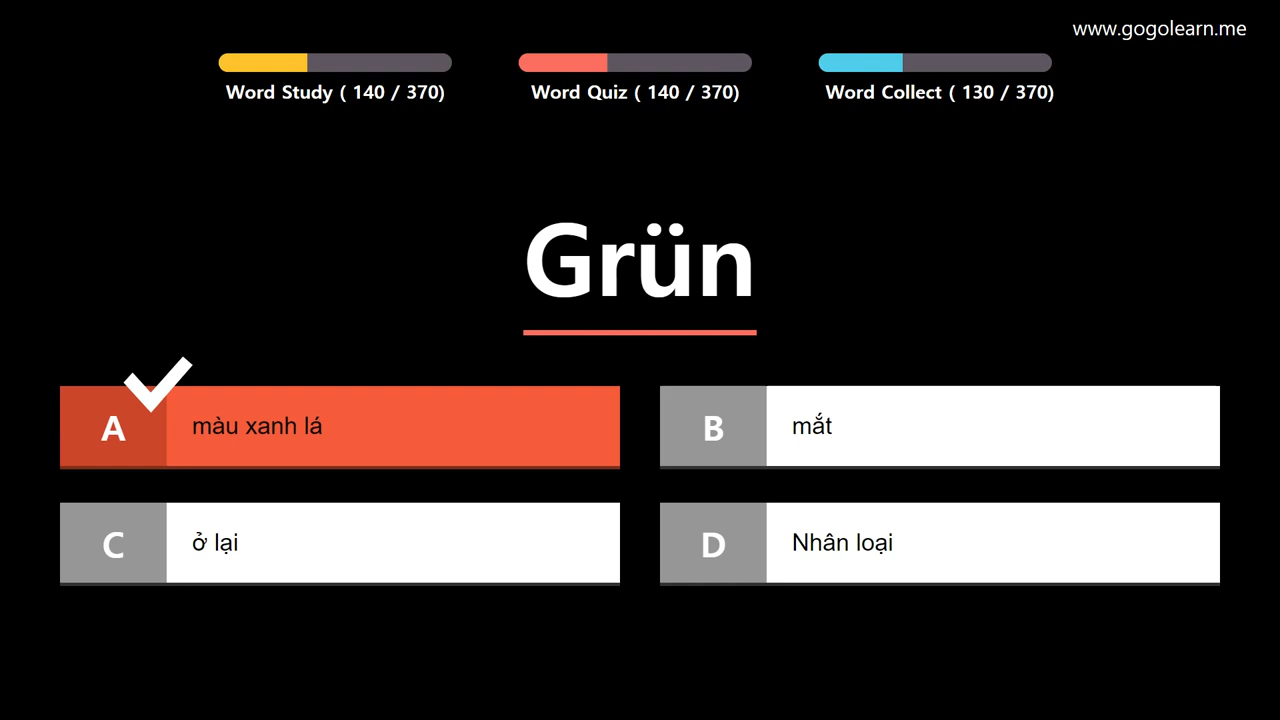 www.gogolearn.me
Word Study ( 140 / 370)
Word Quiz ( 140 / 370)
Word Collect ( 130 / 370)
Grün
A
màu xanh lá
B
mắt
C
ở lại
D
Nhân loại